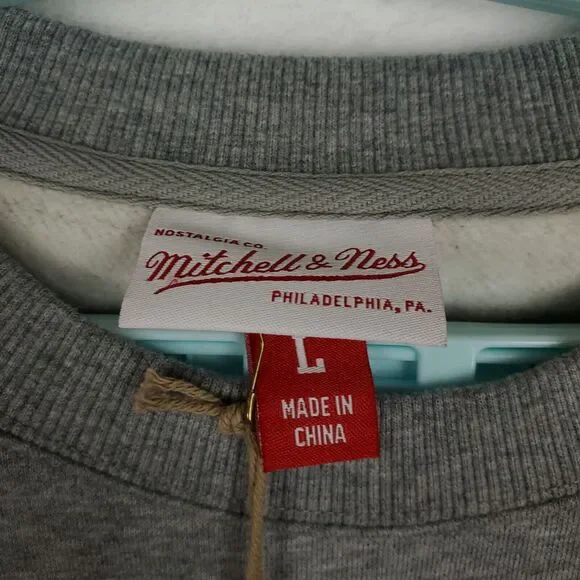 NOSTALGIA CO.
Mitchell & Ness
PHILADELPHIA, PA.
L
MADE IN
CHINA